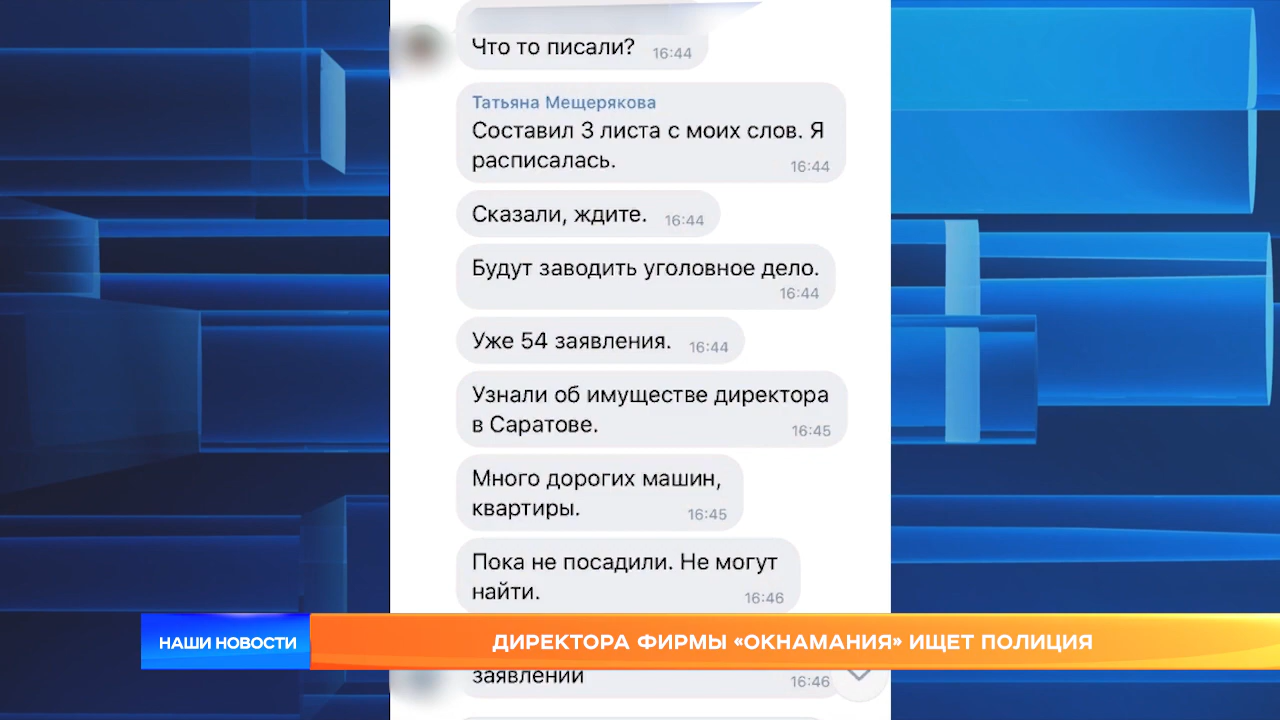 Что то писали? 16:44
Татьяна Мещерякова
Составил 3 листа с моих слов. Я
расписалась. 16:44
Сказали, ждите. 16:44
Будут заводить уголовное дело.
16:44
Уже 54 заявления. 16:44
Узнали об имуществе директора
в Саратове. 16:45
Много дорогих машин,
квартиры. 16:45
Пока не посадили. Не могут
найти. 16:46
НАШИ НОВОСТИ ДИРЕКТОРА ФИРМЫ «ОКНАМАНИЯ» ИЩЕТ ПОЛИЦИЯ
заявлений 16:46